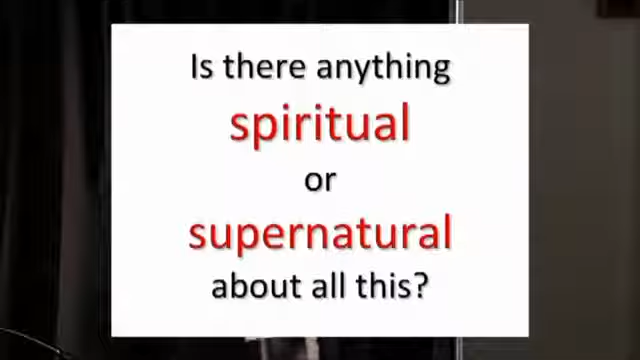 Is there anything
spiritual
or
supernatural
about all this?